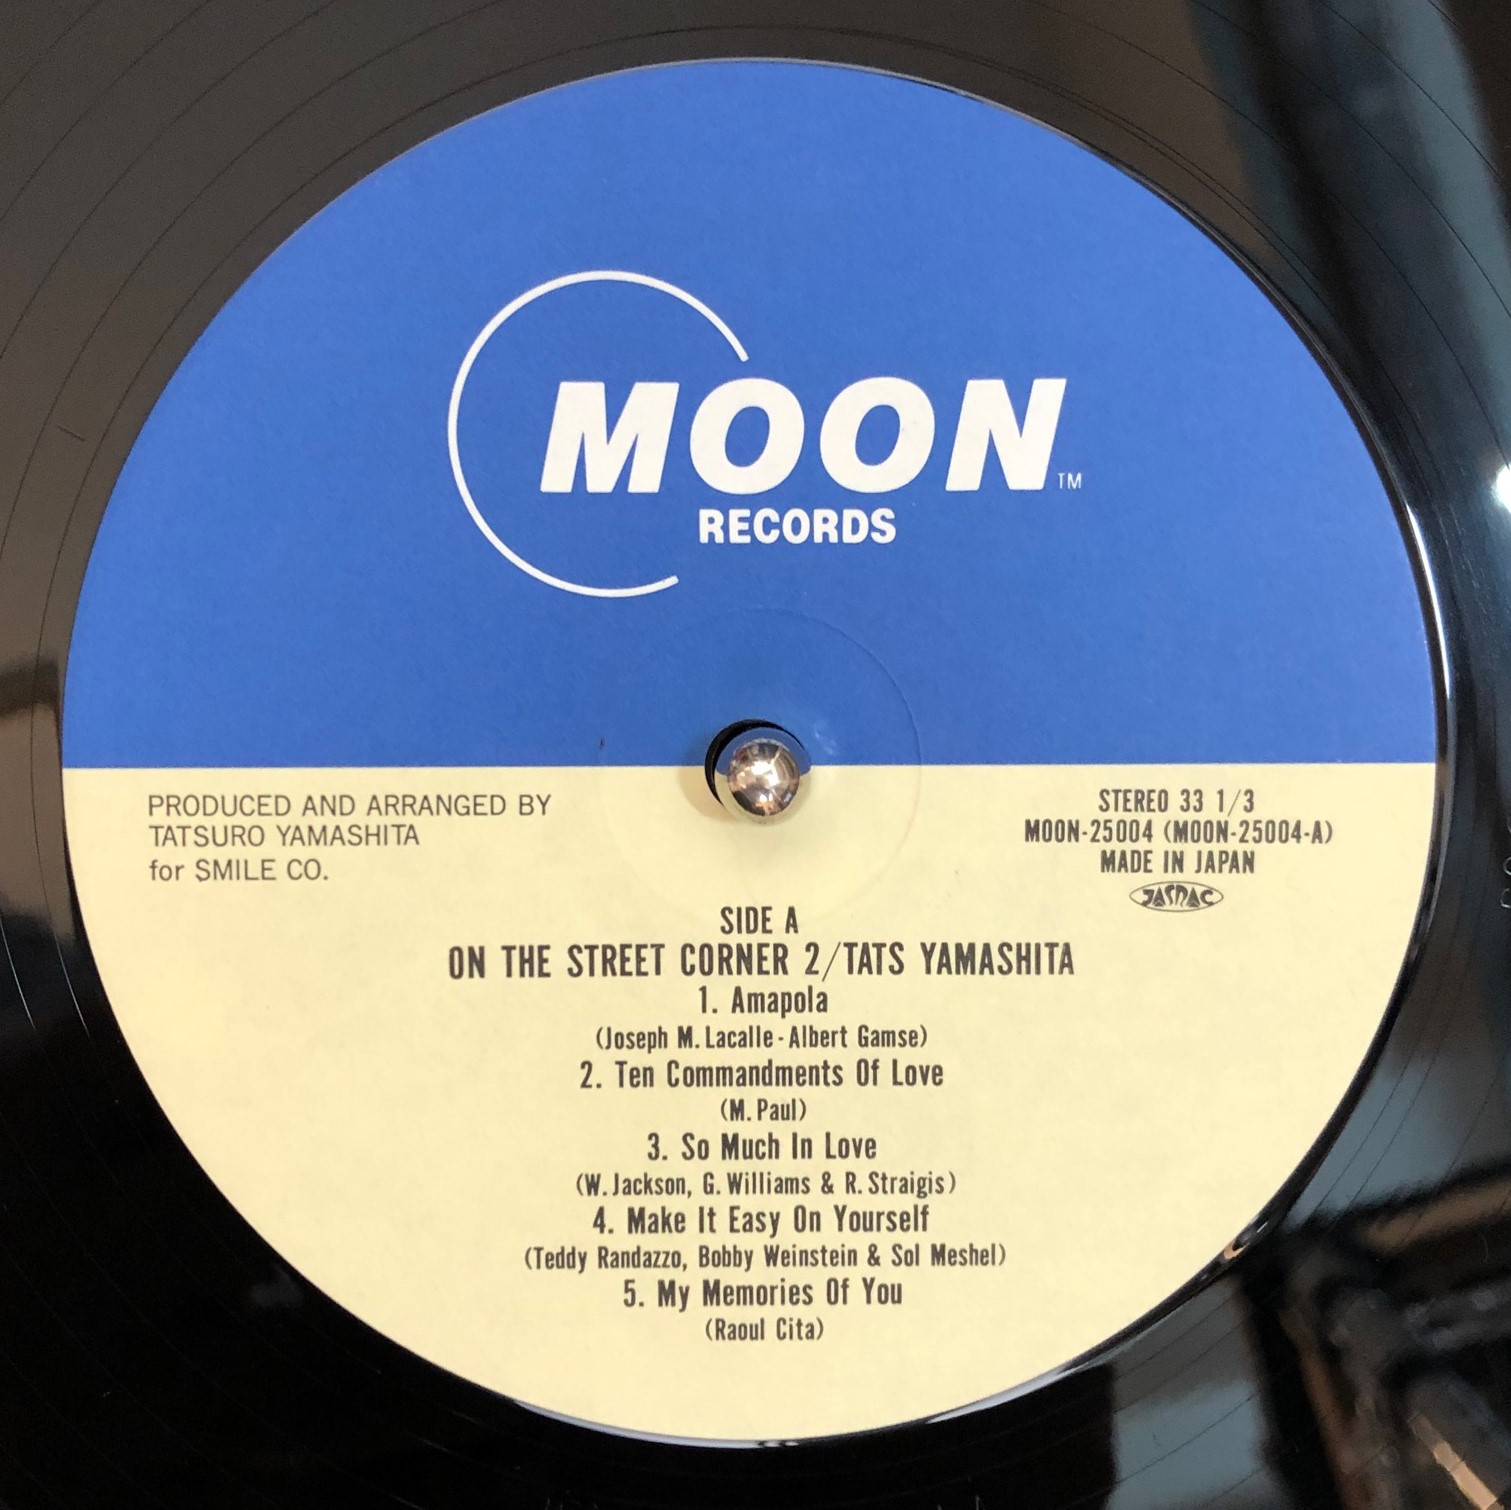 MOON TM
RECORDS
PRODUCED AND ARRANGED BY
TATSURO YAMASHITA
for SMILE CO.
STEREO 33 1/3
MOON-25004 (MOON-25004-A)
MADE IN JAPAN
JASRAC
SIDE A
ON THE STREET CORNER 2/TATS YAMASHITA
1. Amapola
(Joseph M. Lacalle - Albert Gamse)
2. Ten Commandments Of Love
(M. Paul)
3. So Much In Love
(W. Jackson, G. Williams & R. Straigis)
4. Make It Easy On Yourself
(Teddy Randazzo, Bobby Weinstein & Sol Meshel)
5. My Memories Of You
(Raoul Cita)